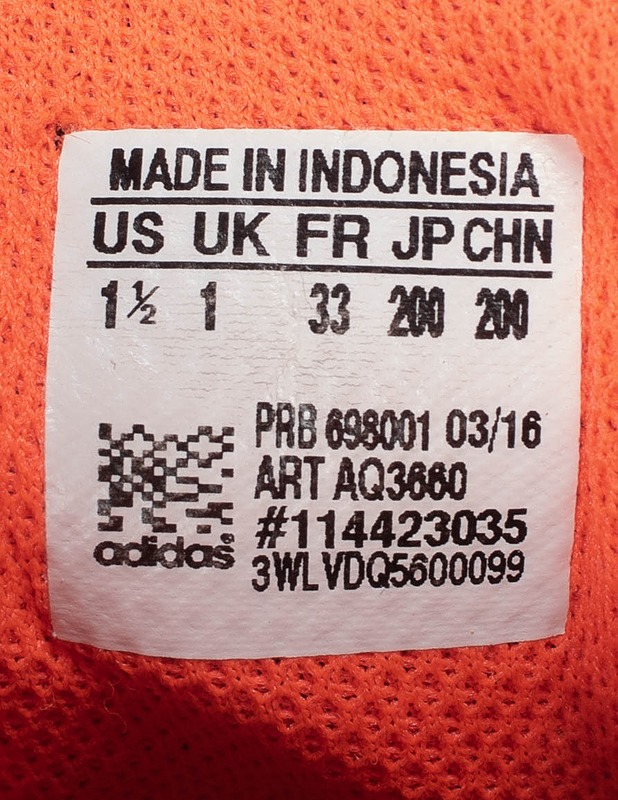 MADE IN INDONESIA
US UK FR JP CHN
1½ 1 33 200 200
PRB 698001 03/16
ART AQ3660
#114423035
adidas®
3WLVDQ5600099